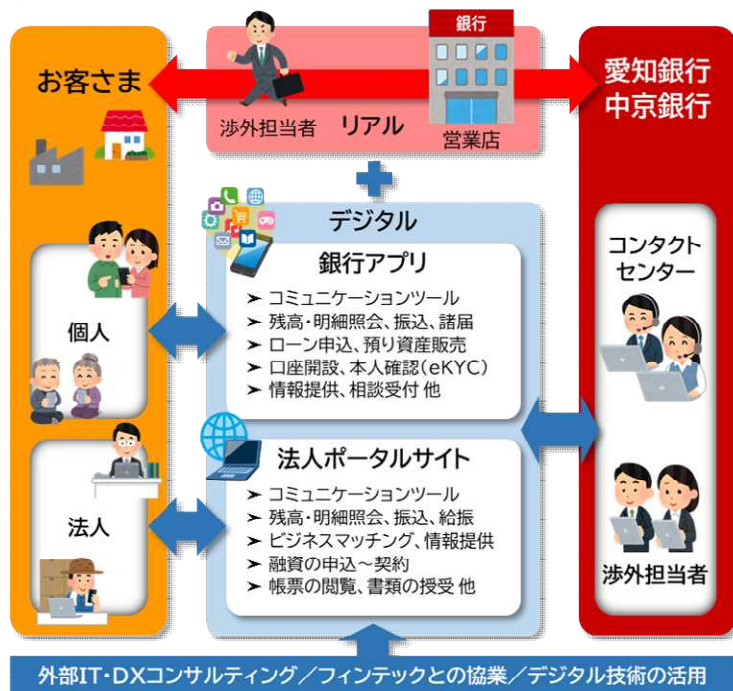 お客さま
銀行
渉外担当者
リアル
営業店
愛知銀行
中京銀行
デジタル
銀行アプリ
➤ コミュニケーションツール
➤ 残高・明細照会、振込、諸届
➤ ローン申込、預り資産販売
➤ 口座開設、本人確認(eKYC)
➤ 情報提供、相談受付 他
個人
法人ポータルサイト
➤ コミュニケーションツール
➤ 残高・明細照会、振込、給振
➤ ビジネスマッチング、情報提供
➤ 融資の申込～契約
➤ 帳票の閲覧、書類の授受 他
法人
コンタクト
センター
渉外担当者
外部IT・DXコンサルティング／フィンテックとの協業／デジタル技術の活用